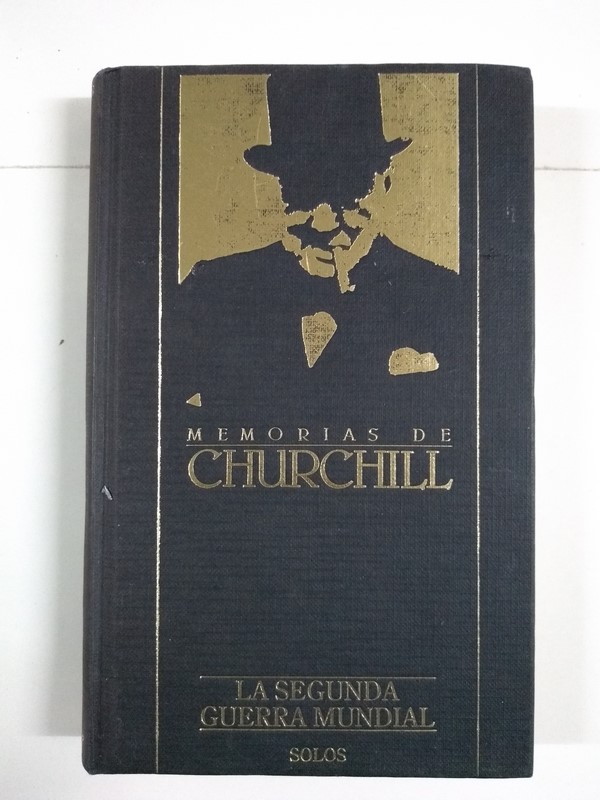 MEMORIAS DE
CHURCHILL
LA SEGUNDA
GUERRA MUNDIAL
SOLOS